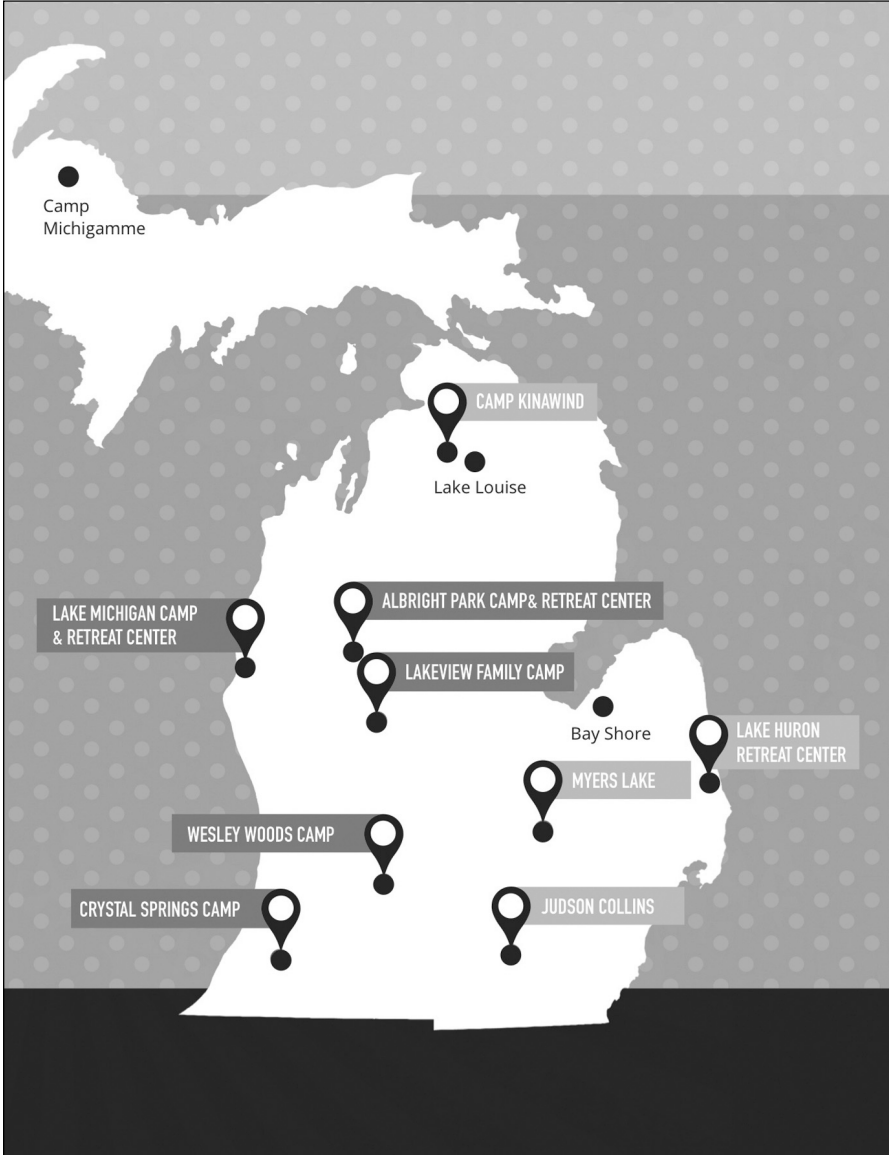 Camp
Michigamme
CAMP KINAWIND
Lake Louise
LAKE MICHIGAN CAMP
& RETREAT CENTER
ALBRIGHT PARK CAMP& RETREAT CENTER
LAKEVIEW FAMILY CAMP
Bay Shore
LAKE HURON
RETREAT CENTER
MYERS LAKE
WESLEY WOODS CAMP
CRYSTAL SPRINGS CAMP
JUDSON COLLINS